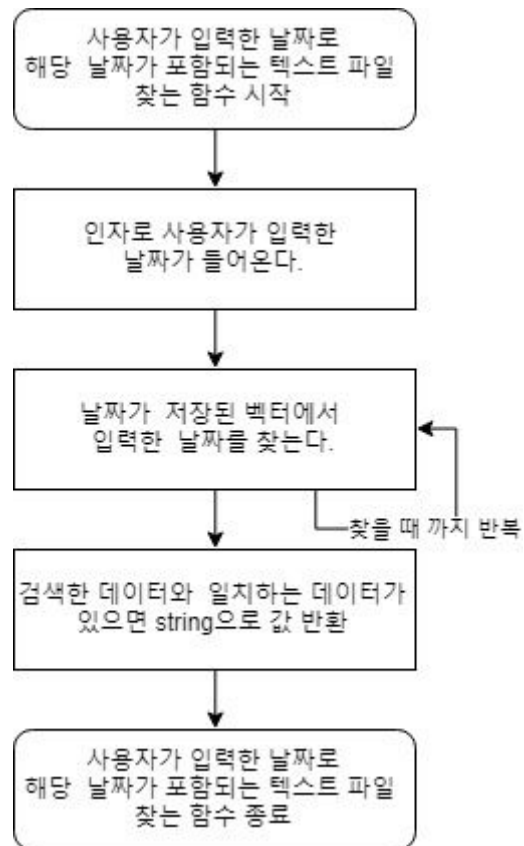 사용자가 입력한 날짜로
해당 날짜가 포함되는 텍스트 파일
찾는 함수 시작
인자로 사용자가 입력한
날짜가 들어온다.
날짜가 저장된 벡터에서
입력한 날짜를 찾는다.
찾을 때 까지 반복
검색한 데이터와 일치하는 데이터가
있으면 string으로 값 반환
사용자가 입력한 날짜로
해당 날짜가 포함되는 텍스트 파일
찾는 함수 종료